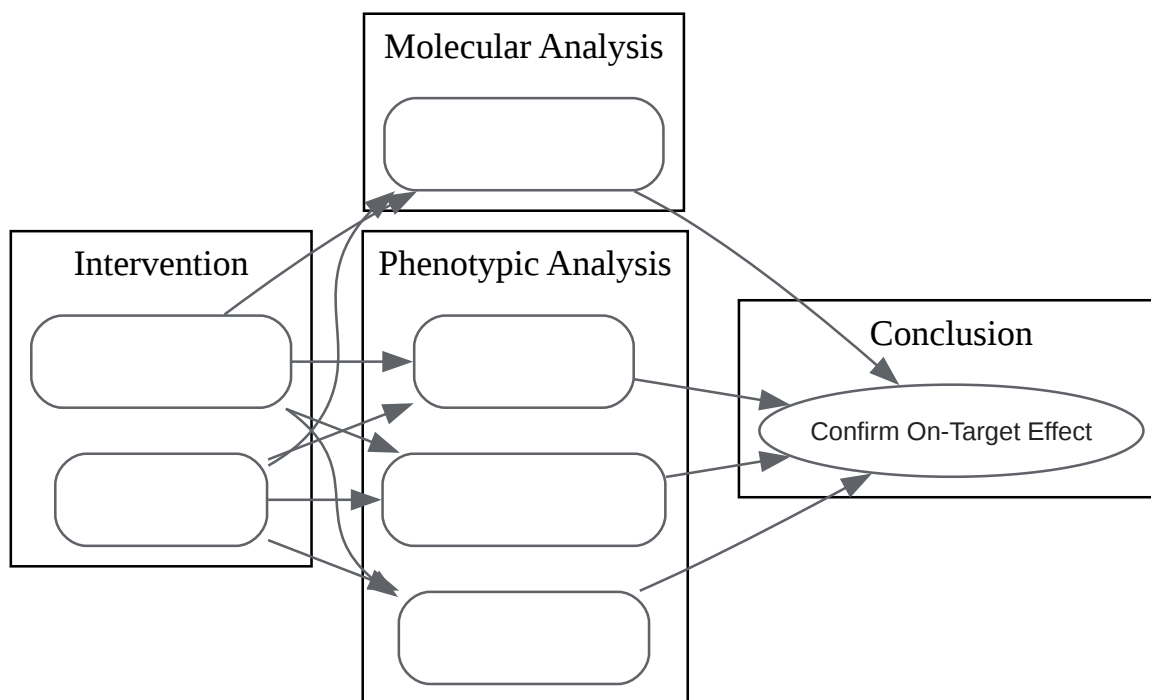 Molecular Analysis
Intervention
Phenotypic Analysis
Conclusion
Confirm On-Target Effect